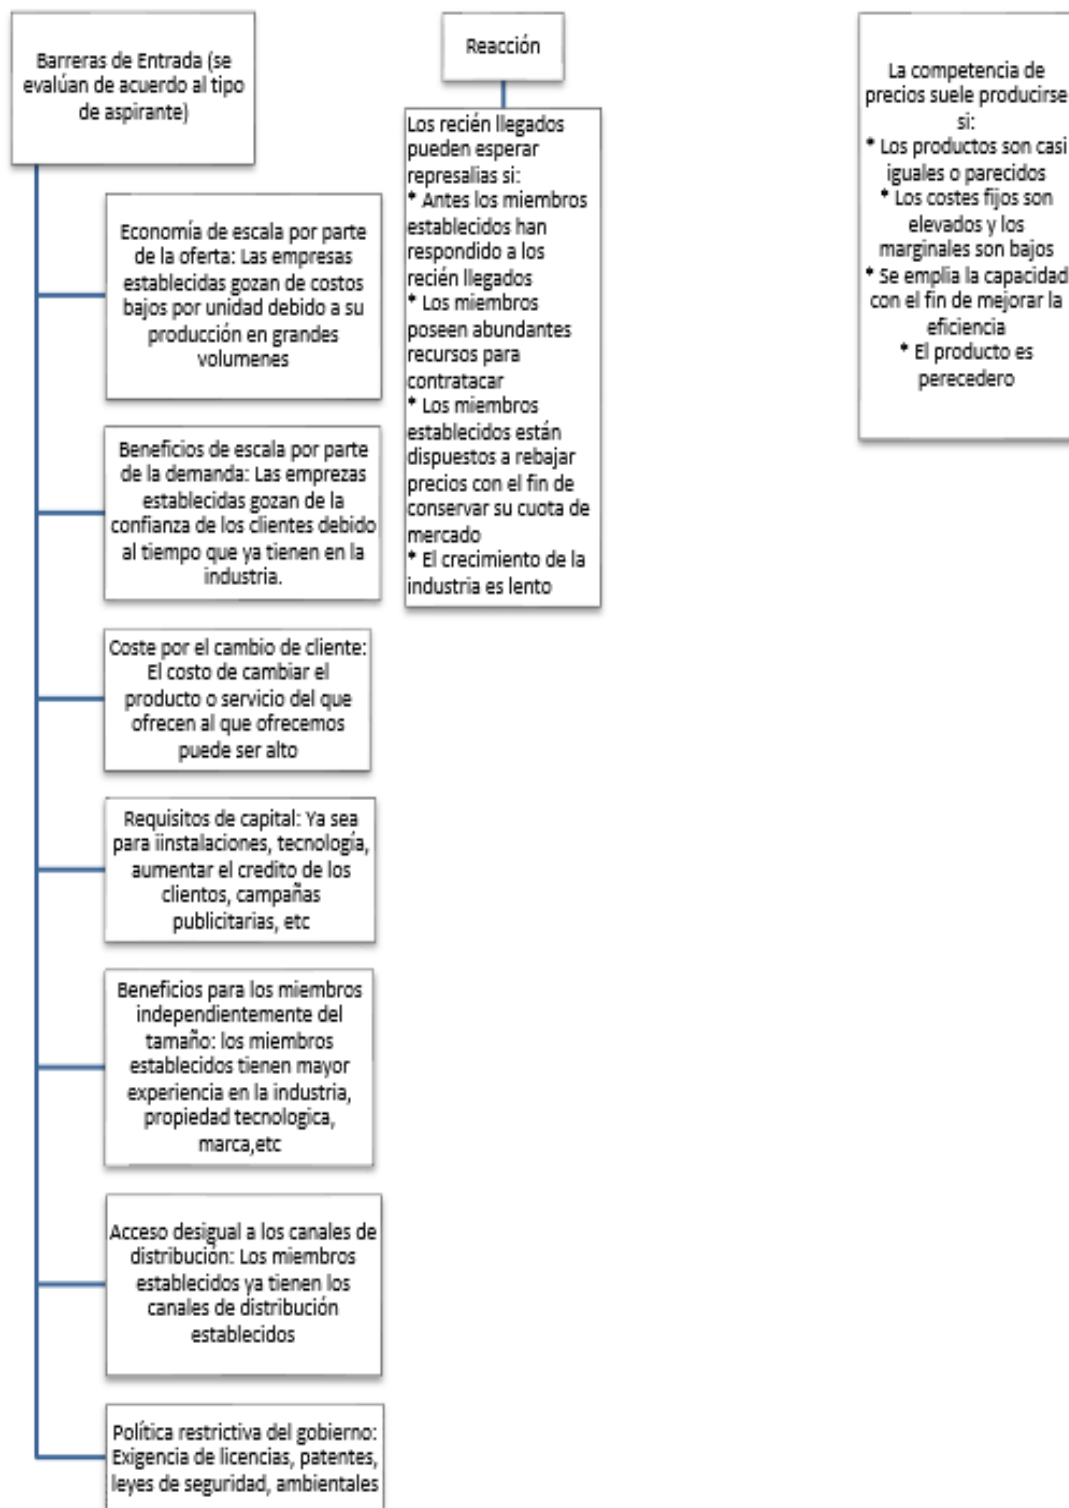 Barreras de Entrada (se
evalúan de acuerdo al tipo
de aspirante)
Economía de escala por parte
de la oferta: Las empresas
establecidas gozan de costos
bajos por unidad debido a su
producción en grandes
volumenes
Beneficios de escala por parte
de la demanda: Las emprezas
establecidas gozan de la
confianza de los clientes debido
al tiempo que ya tienen en la
industria.
Coste por el cambio de cliente:
El costo de cambiar el
producto o servicio del que
ofrecen al que ofrecemos
puede ser alto
Requisitos de capital: Ya sea
para iinstalaciones, tecnología,
aumentar el credito de los
clientos, campañas
publicitarias, etc
Beneficios para los miembros
independientemente del
tamaño: los miembros
establecidos tienen mayor
experiencia en la industria,
propiedad tecnologica,
marca,etc
Acceso desigual a los canales de
distribución: Los miembros
establecidos ya tienen los
canales de distribución
establecidos
Política restrictiva del gobierno:
Exigencia de licencias, patentes,
leyes de seguridad, ambientales
Reacción
Los recién llegados
pueden esperar
represalias si:
* Antes los miembros
establecidos han
respondido a los
recién llegados
* Los miembros
poseen abundantes
recursos para
contratacar
* Los miembros
establecidos están
dispuestos a rebajar
precios con el fin de
conservar su cuota de
mercado
* El crecimiento de la
industria es lento
La competencia de
precios suele producirse
si:
* Los productos son casi
iguales o parecidos
* Los costes fijos son
elevados y los
marginales son bajos
* Se emplia la capacidad
con el fin de mejorar la
eficiencia
* El producto es
perecedero